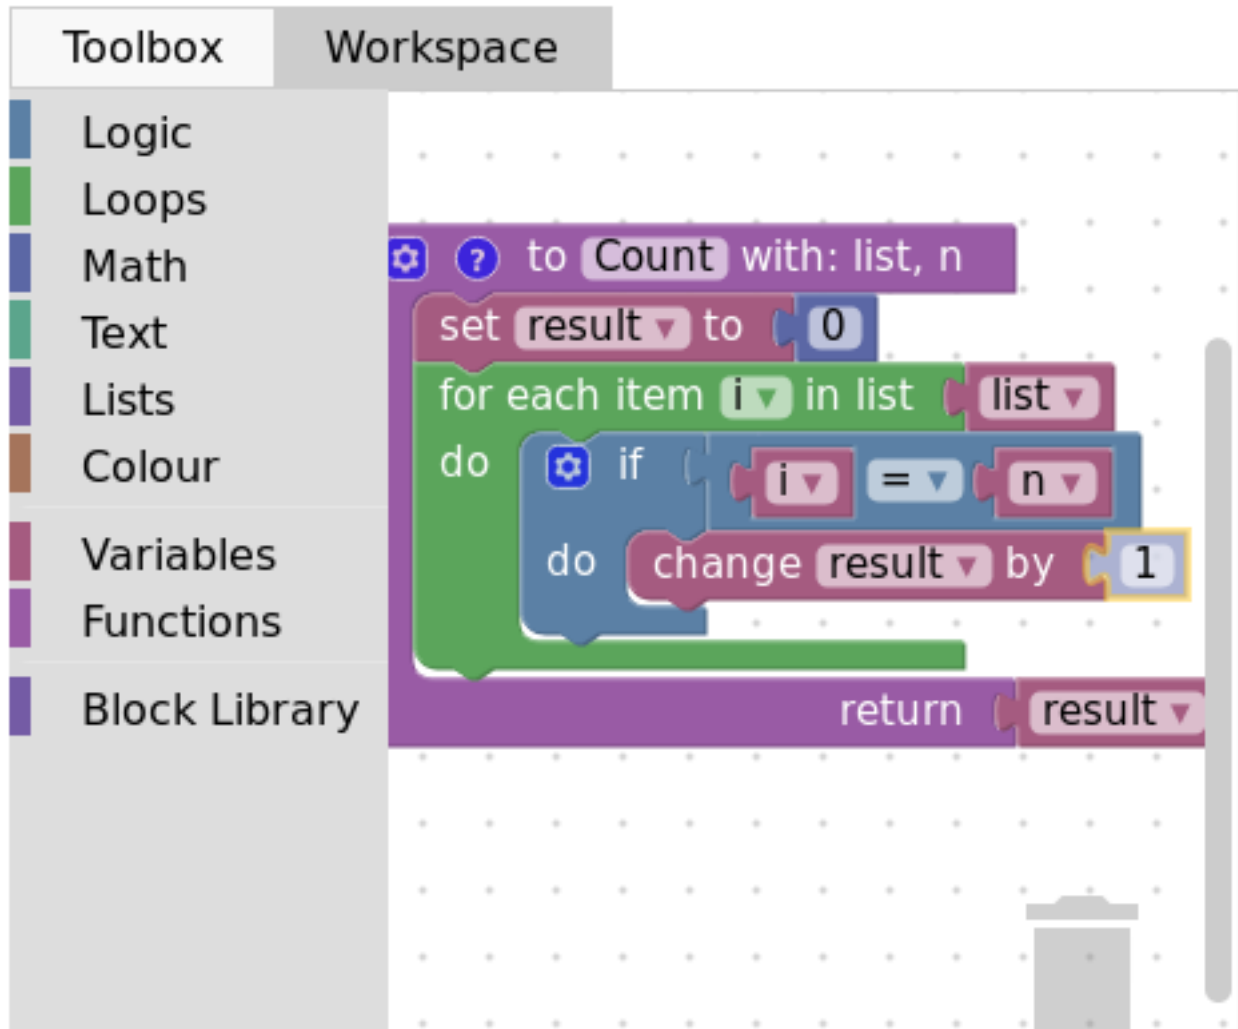 Toolbox Workspace
Logic
Loops
Math
Text
Lists
Colour
Variables
Functions
Block Library
? to Count with: list, n
set result ▾ to 0
for each item i ▾ in list list ▾
do if i ▾ = ▾ n ▾
do change result ▾ by 1
return result ▾